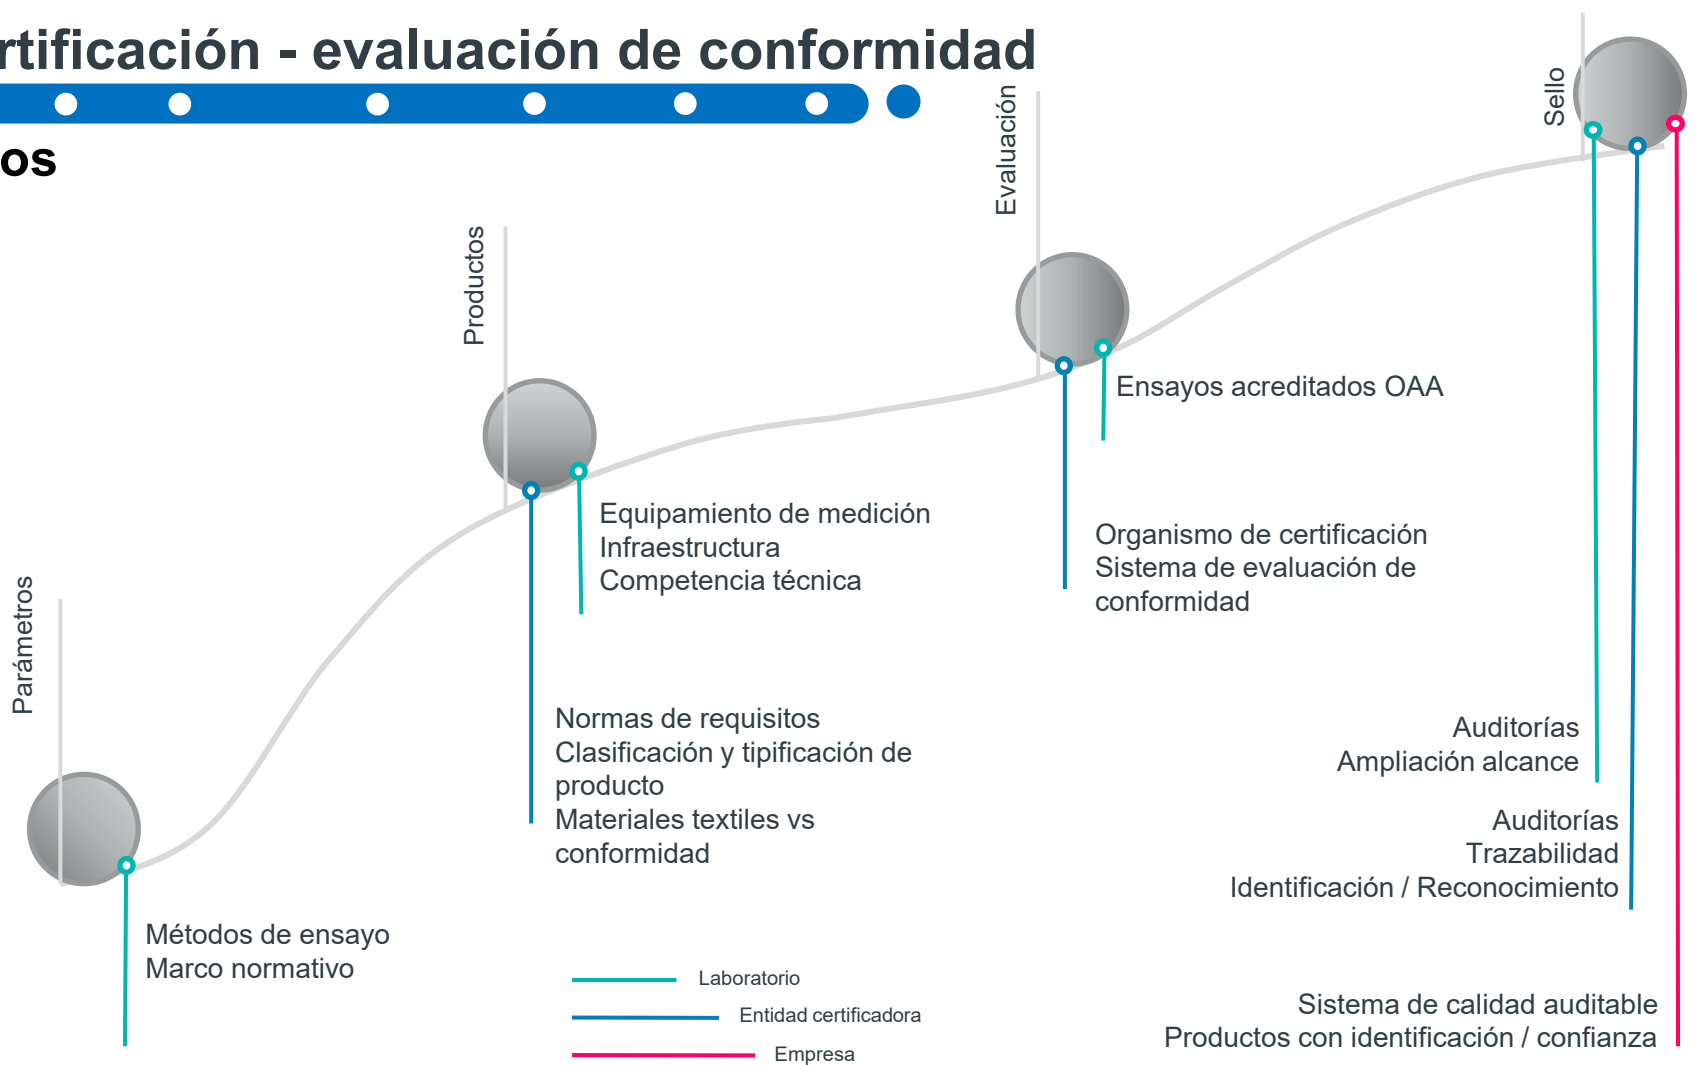 rtificación - evaluación de conformidad
os
Sello
Evaluación
Productos
Parámetros
Ensayos acreditados OAA
Equipamiento de medición
Infraestructura
Competencia técnica
Organismo de certificación
Sistema de evaluación de
conformidad
Normas de requisitos
Clasificación y tipificación de
producto
Materiales textiles vs
conformidad
Auditorías
Ampliación alcance
Auditorías
Trazabilidad
Identificación / Reconocimiento
Métodos de ensayo
Marco normativo
Laboratorio
Entidad certificadora
Empresa
Sistema de calidad auditable
Productos con identificación / confianza